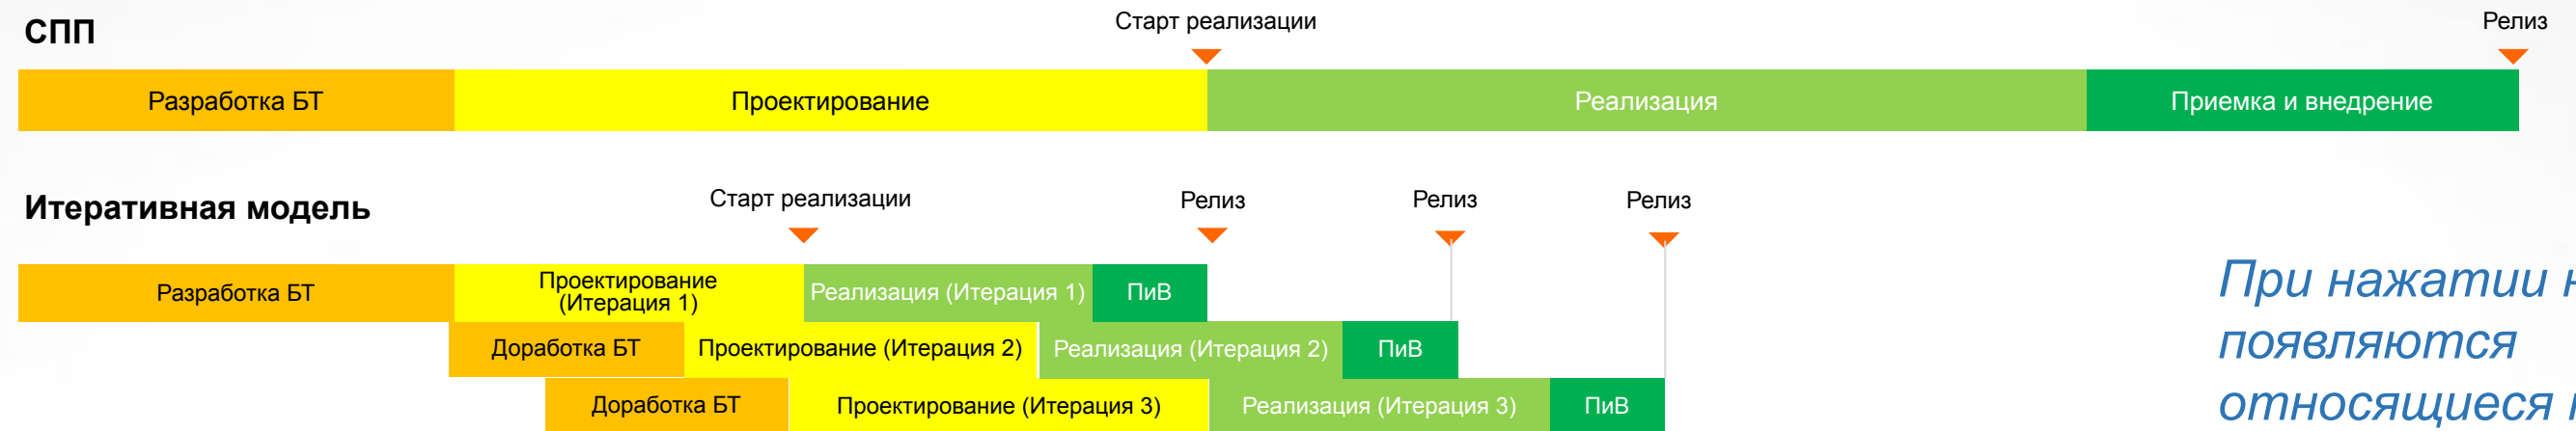 СПП
Старт реализации
Релиз
Разработка БТ
Проектирование
Реализация
Приемка и внедрение
Итеративная модель
Старт реализации
Релиз
Релиз
Релиз
Разработка БТ
Проектирование
(Итерация 1)
Реализация (Итерация 1)
ПиВ
Доработка БТ
Проектирование (Итерация 2)
Реализация (Итерация 2)
ПиВ
Доработка БТ
Проектирование (Итерация 3)
Реализация (Итерация 3)
ПиВ
При нажатии
появляются
относящиеся